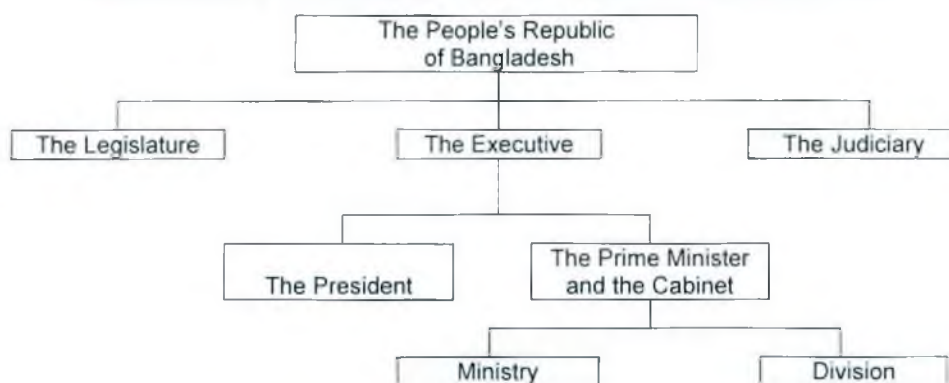 The People's Republic
of Bangladesh
The Legislature
The Executive
The Judiciary
The President
The Prime Minister
and the Cabinet
Ministry
Division